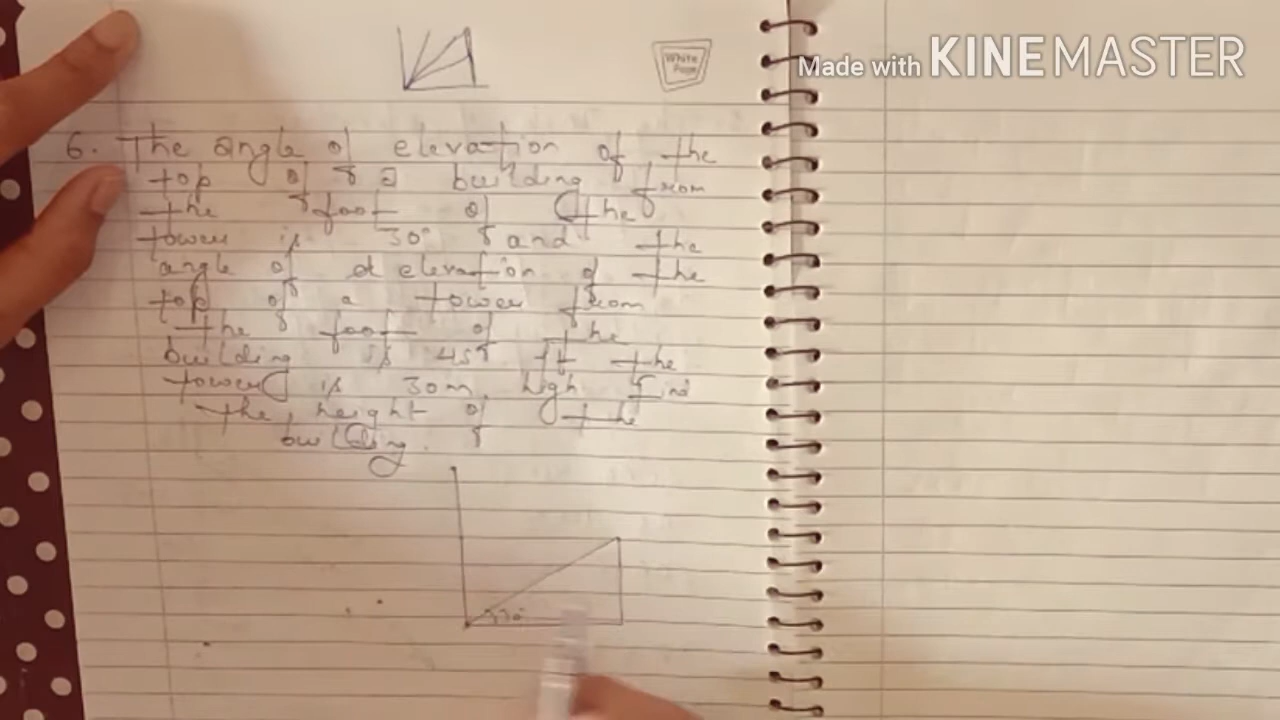 White Page
Made with KINEMASTER
6. The angle of elevation of the
top of a building from
the foot of the
tower is 30° and the
angle of elevation of the
top of a tower from
the foot of the
building is 45° If the
tower is 30m high find
the height of the
building.
30°